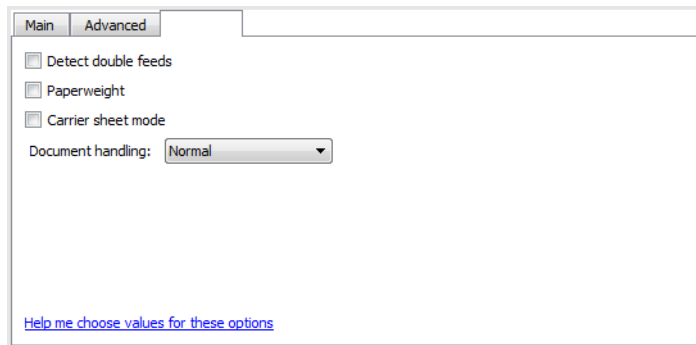 Main Advanced
Detect double feeds
Paperweight
Carrier sheet mode
Document handling: Normal
Help me choose values for these options